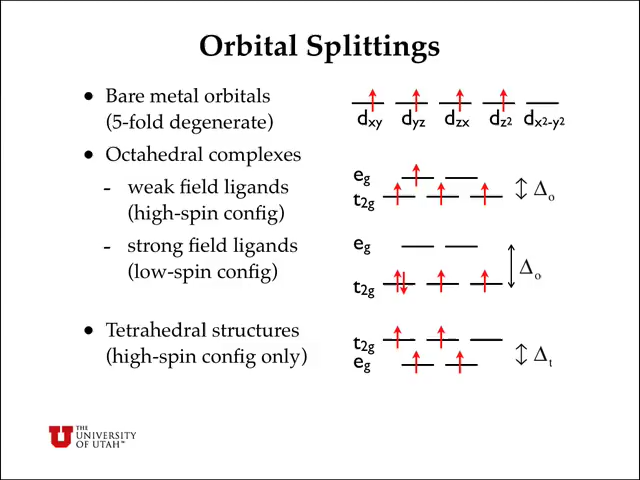 Orbital Splittings
• Bare metal orbitals
(5-fold degenerate)
dxy dyz dzx dz² dx²-y²
• Octahedral complexes
- weak field ligands
(high-spin config)
eg
t2g
Δo
- strong field ligands
(low-spin config)
eg
t2g
Δo
• Tetrahedral structures
(high-spin config only)
t2g
eg
Δt
U THE
UNIVERSITY
OF UTAH™